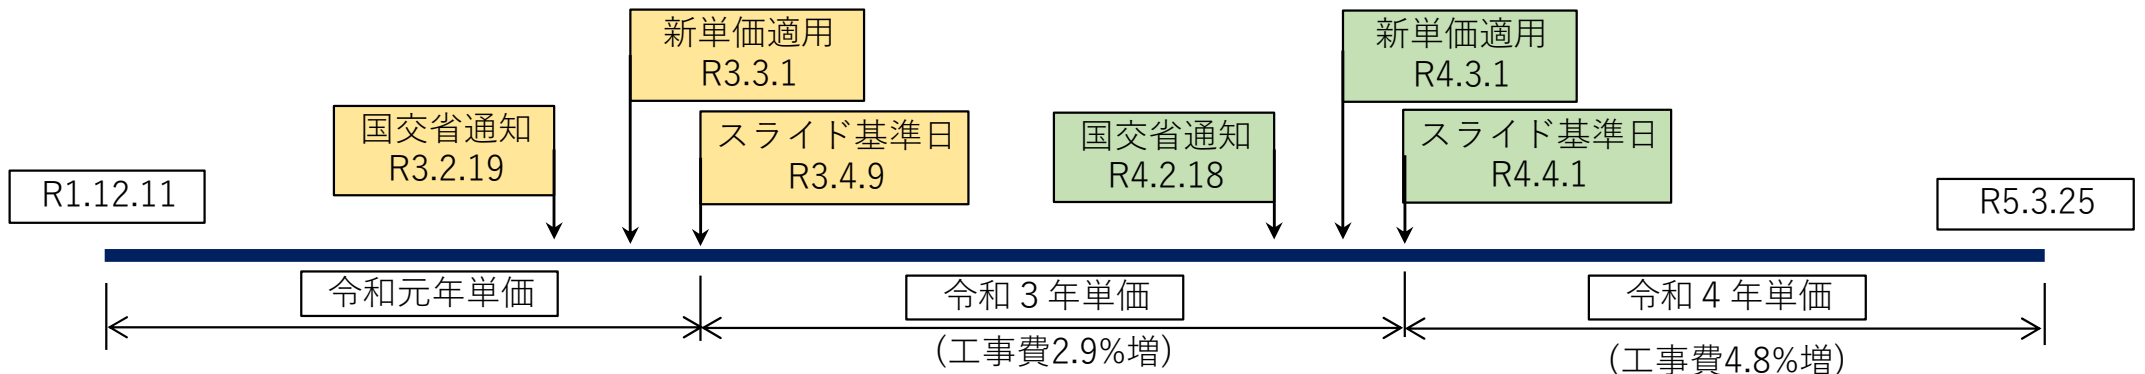 新単価適用
R3.3.1
新単価適用
R4.3.1
国交省通知
R3.2.19
スライド基準日
R3.4.9
国交省通知
R4.2.18
スライド基準日
R4.4.1
R1.12.11
R5.3.25
令和元年単価
令和３年単価
令和４年単価
(工事費2.9%増)
(工事費4.8%増)